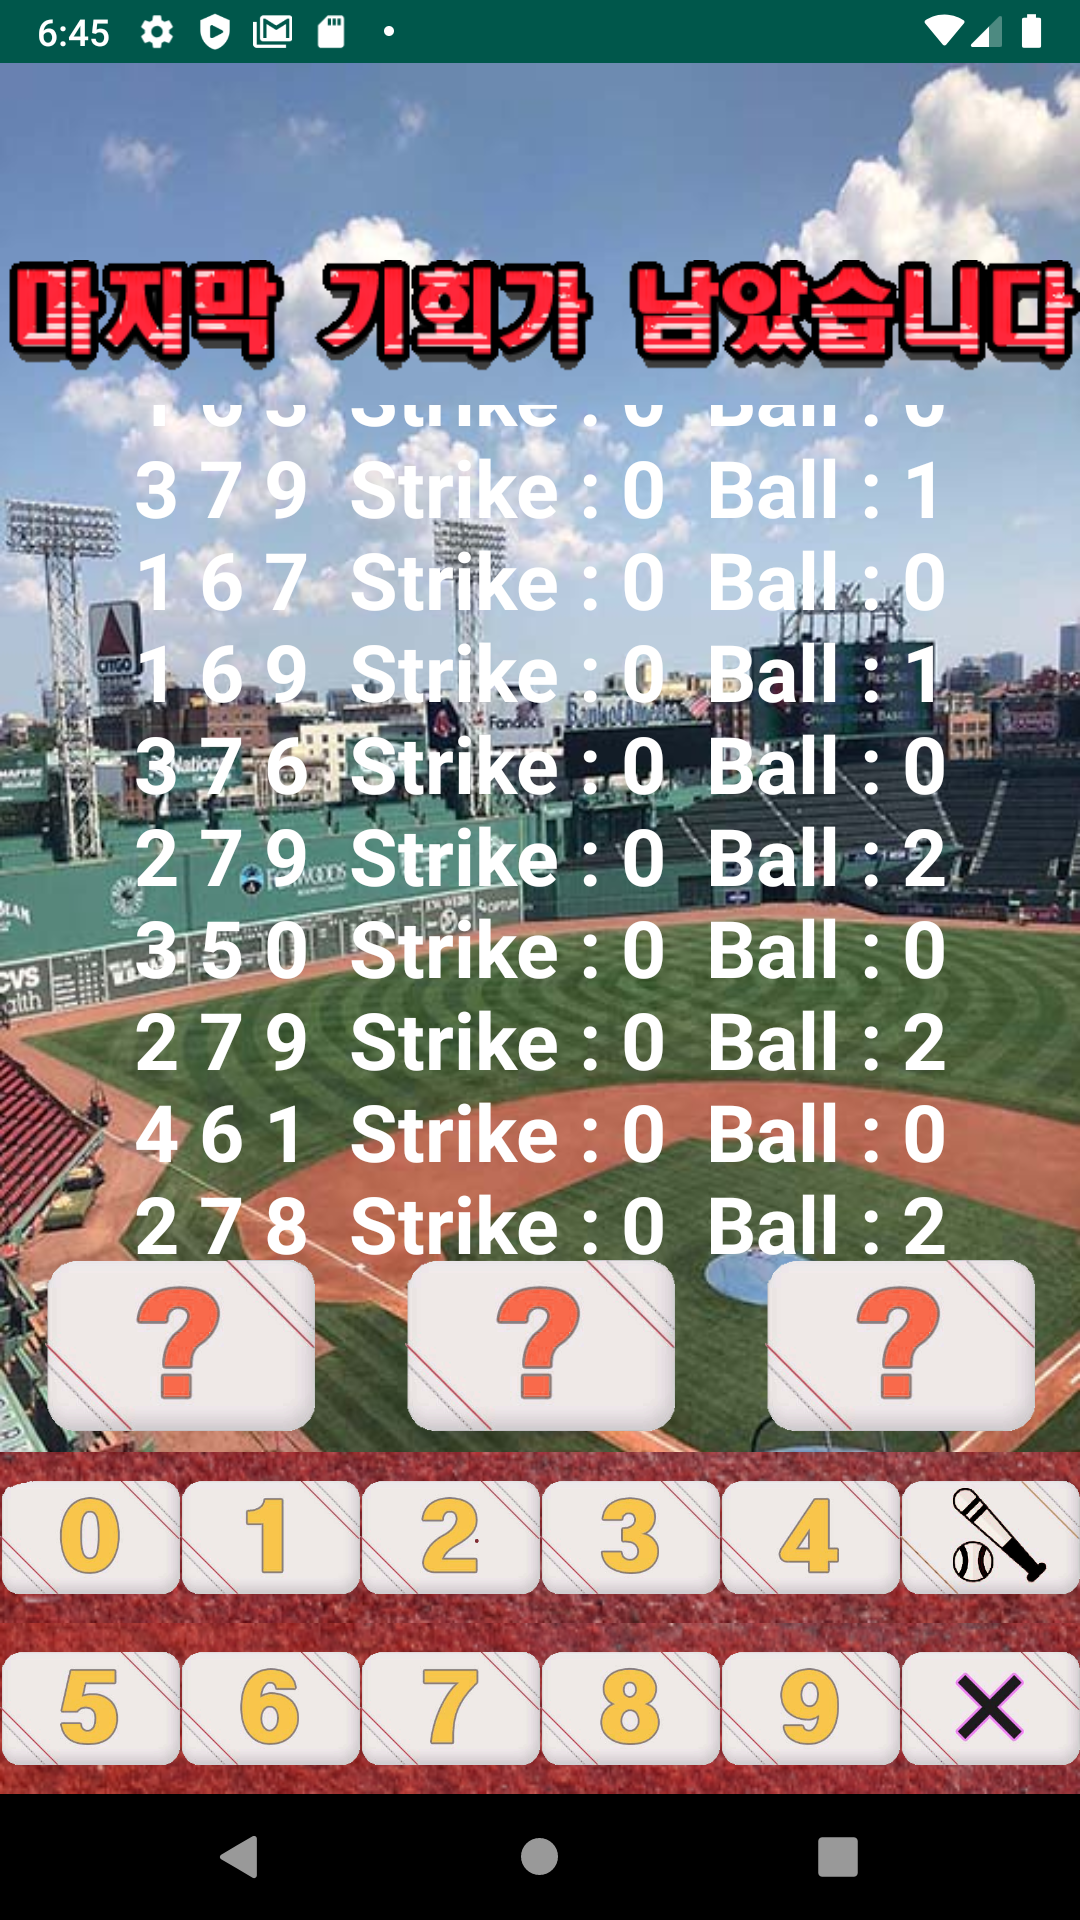 6:45
마지막 기회가 남았습니다
Strike : 0 Ball : 0
3 7 9 Strike : 0 Ball : 1
1 6 7 Strike : 0 Ball : 0
1 6 9 Strike : 0 Ball : 1
CITGO
3 7 6 Strike : 0 Ball : 0
2 7 9 Strike : 0 Ball : 2
3 5 0 Strike : 0 Ball : 0
2 7 9 Strike : 0 Ball : 2
4 6 1 Strike : 0 Ball : 0
2 7 8 Strike : 0 Ball : 2
? ? ?
0 1 2 3 4
5 6 7 8 9 ×